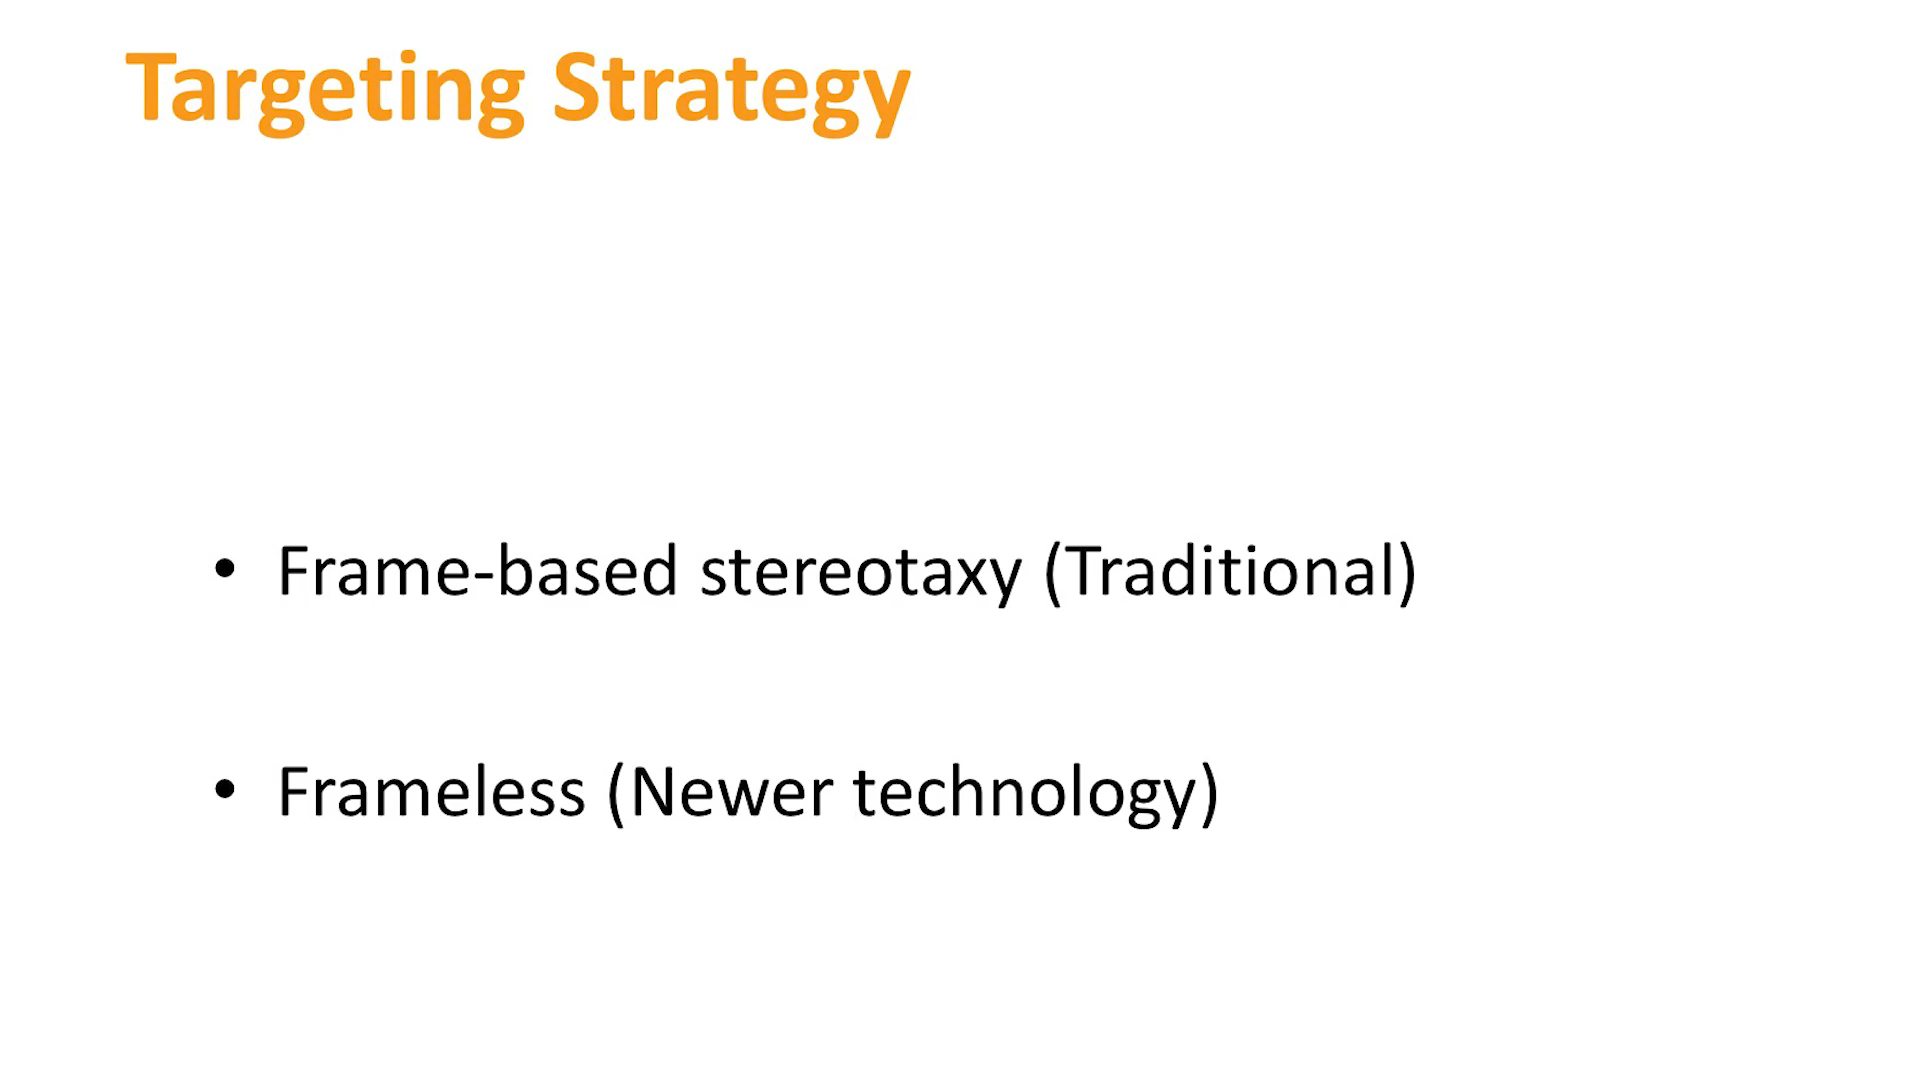 Targeting Strategy
• Frame-based stereotaxy (Traditional)
• Frameless (Newer technology)